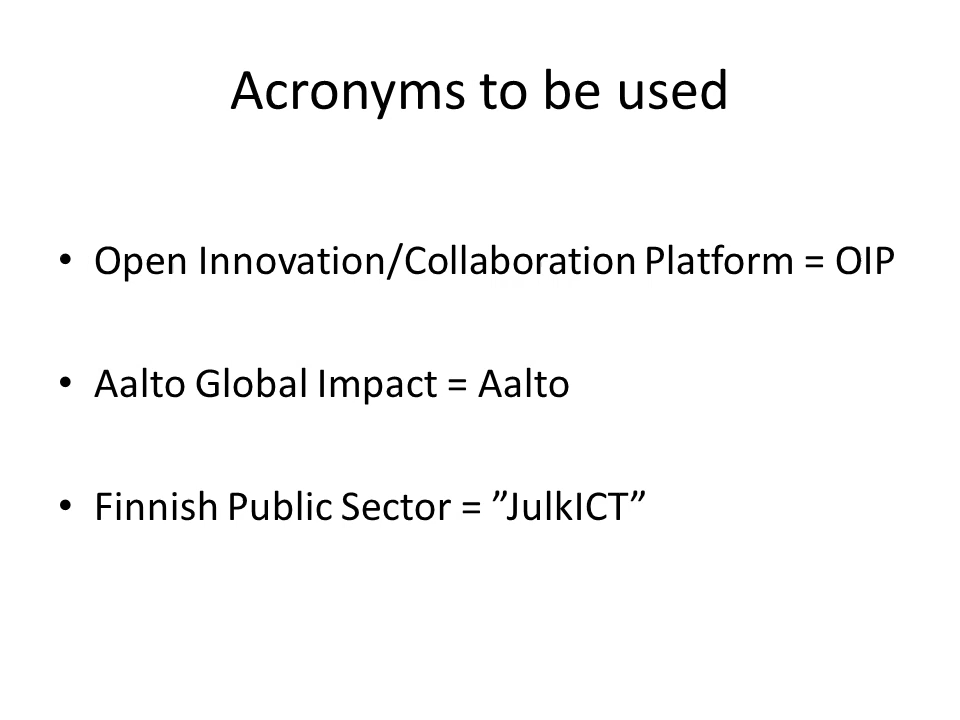 Acronyms to be used
• Open Innovation/Collaboration Platform = OIP
• Aalto Global Impact = Aalto
• Finnish Public Sector = ”JulkICT”